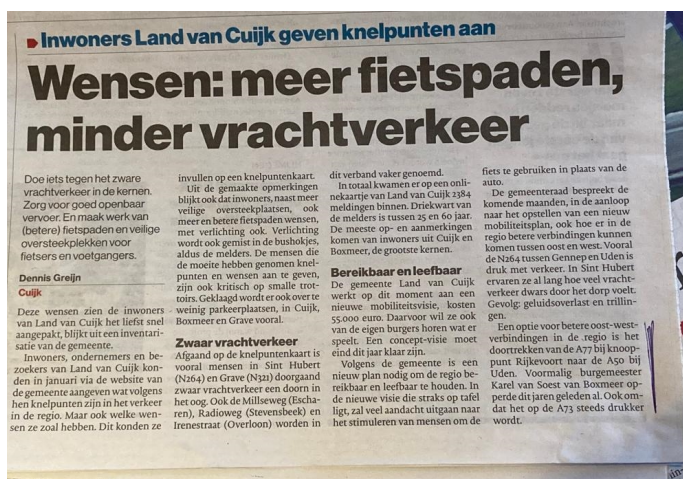 Inwoners Land van Cuijk geven knelpunten aan
Wensen: meer fietspaden,
minder vrachtverkeer
Doe iets tegen het zware
vrachtverkeer in de kernen.
Zorg voor goed openbaar
vervoer. En maak werk van
(betere) fietspaden en veilige
oversteekplekken voor
fietsers en voetgangers.
Dennis Greijn
Cuijk
Deze wensen zien de inwoners
van Land van Cuijk het liefst snel
aangepakt, blijkt uit een inventari-
satie van de gemeente.
Inwoners, ondernemers en be-
zoekers van Land van Cuijk kon-
den in januari via de website van
de gemeente aangeven wat volgens
hen knelpunten zijn in het verkeer
in de regio. Maar ook welke wen-
sen ze zoal hebben. Dit konden ze
invullen op een knelpuntenkaart.
Uit de gemaakte opmerkingen
blijkt ook dat inwoners, naast meer
veilige oversteekplaatsen, ook
meer en betere fietspaden wensen,
met verlichting ook. Verlichting
wordt ook gemist in de bushokjes,
aldus de melders. De mensen die
de moeite hebben genomen knel-
punten en wensen aan te geven,
zijn ook kritisch op smalle trot-
toirs. Geklaagd wordt er ook over te
weinig parkeerplaatsen, in Cuijk,
Boxmeer en Grave vooral.
Zwaar vrachtverkeer
Afgaand op de knelpuntenkaart is
vooral mensen in Sint Hubert
(N264) en Grave (N321) doorgaand
zwaar vrachtverkeer een doorn in
het oog. Ook de Millseweg (Escha-
ren), Radioweg (Stevensbeek) en
Irenestraat (Overloon) worden in
dit verband vaker genoemd.
In totaal kwamen er op een onli-
nekaartje van Land van Cuijk 2384
meldingen binnen. Driekwart van
de melders is tussen 25 en 60 jaar.
De meeste op- en aanmerkingen
komen van inwoners uit Cuijk en
Boxmeer, de grootste kernen.
Bereikbaar en leefbaar
De gemeente Land van Cuijk
werkt op dit moment aan een
nieuwe mobiliteitsvisie, kosten
55.000 euro. Daarvoor wil ze ook
van de eigen burgers horen wat er
speelt. Een concept-visie moet
eind dit jaar klaar zijn.
Volgens de gemeente is een
nieuw plan nodig om de regio be-
reikbaar en leefbaar te houden. In
de nieuwe visie die straks op tafel
ligt, zal veel aandacht uitgaan naar
het stimuleren van mensen om de
fiets te gebruiken in plaats van de
auto.
De gemeenteraad bespreekt de
komende maanden, in de aanloop
naar het opstellen van een nieuw
mobiliteitsplan, ook hoe er in de
regio betere verbindingen kunnen
komen tussen oost en west. Vooral
de N264 tussen Gennep en Uden is
druk met verkeer. In Sint Hubert
ervaren ze al lang hoe veel vracht-
verkeer dwars door het dorp voelt.
Gevolg: geluidsoverlast en trillin-
gen.
Een optie voor betere oost-west-
verbindingen in de regio is het
doortrekken van de A77 bij knoop-
punt Rijkevoort naar de A50 bij
Uden. Voormalig burgemeester
Karel van Soest van Boxmeer op-
perde dit jaren geleden al. Ook om-
dat het op de A73 steeds drukker
wordt.